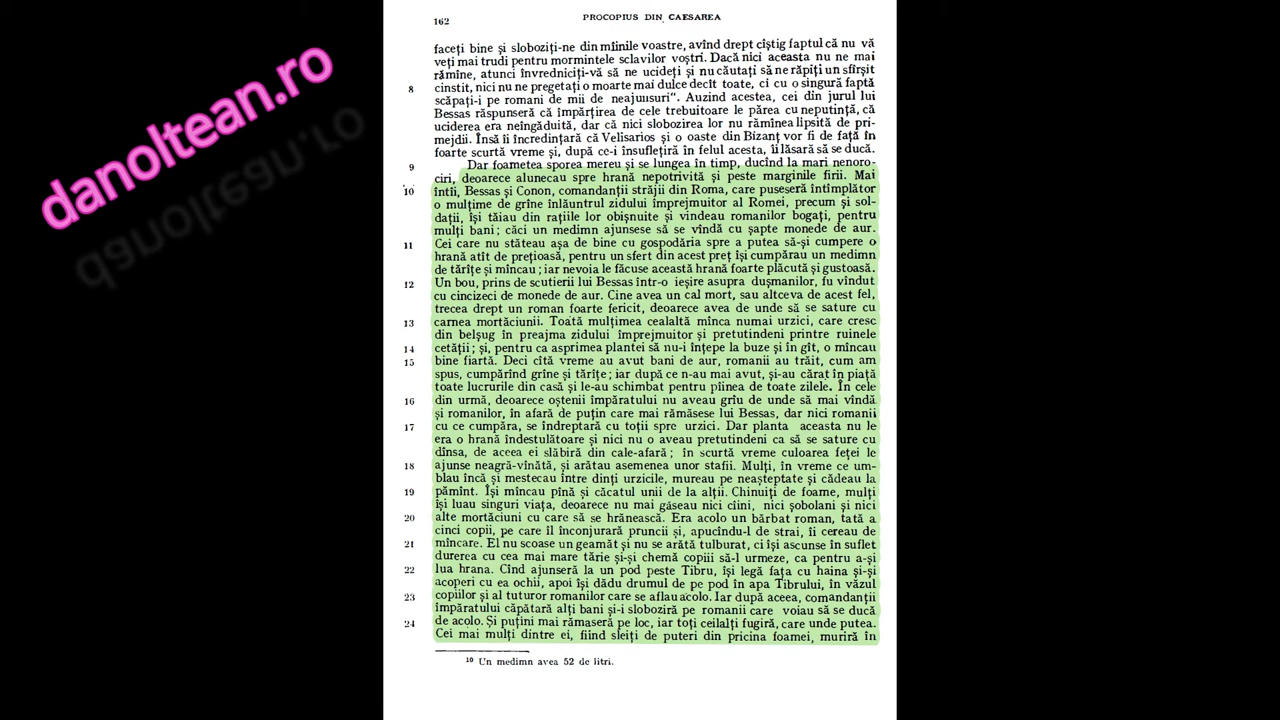 danoltean.ro
162
PROCOPIUS DIN CAESAREA
faceți bine și sloboziți-ne din mîinile voastre, avînd drept cîștig faptul că nu vă
veți mai trudi pentru mormintele sclavilor voștri. Dacă nici aceasta nu ne mai
rămîne, atunci învredniciți-vă să ne ucideți și nu căutați să ne răpiți un sfîrșit
8 cinstit, nici nu ne pregetați o moarte mai dulce decît toate, ci cu o singură faptă
scăpați-i pe romani de mii de neajunsuri“. Auzind acestea, cei din jurul lui
Bessas răspunseră că împărțirea de cele trebuitoare le părea cu neputință, că
uciderea era neîngăduită, dar că nici slobozirea lor nu rămînea lipsită de pri-
mejdii. Însă îi încredința că Velisarios și o oaste din Bizanț vor fi de față în
foarte scurtă vreme și, după ce-i însuflețiră în felul acesta, îi lăsară să se ducă.
9 Dar foametea sporea mereu și se lungea în timp, ducînd la mari nenoro-
ciri, deoarece alunecau spre hrană nepotrivită și peste marginile firii. Mai
10 întîi, Bessas și Conon, comandanții străjii din Roma, care puseseră întîmplător
o mulțime de grîne înlăuntrul zidului împrejmuitor al Romei, precum și sol-
dații, își tăiau din rațiile lor obișnuite și vindeau romanilor bogați, pentru
mulți bani; căci un medimn ajunsese să se vîndă cu șapte monede de aur.
11 Cei care nu stăteau așa de bine cu gospodăria spre a putea să-și cumpere o
hrană atît de prețioasă, pentru un sfert din acest preț își cumpărau un medimn
de tărîțe și mîncau; iar nevoia le făcuse această hrană foarte plăcută și gustoasă.
12 Un bou, prins de scutierii lui Bessas într-o ieșire asupra dușmanilor, fu vîndut
cu cincizeci de monede de aur. Cine avea un cal mort, sau altceva de acest fel,
trecea drept un roman foarte fericit, deoarece avea de unde să se sature cu
13 carnea mortăciunii. Toată mulțimea cealaltă mînca numai urzici, care cresc
din belșug în preajma zidului împrejmuitor și pretutindeni printre ruinele
14 cetății; și, pentru ca asprimea plantei să nu-i înțepe la buze și în gît, o mîncau
15 bine fiartă. Deci cîtă vreme au avut bani de aur, romanii au trăit, cum am
spus, cumpărînd grîne și tărîțe; iar după ce n-au mai avut, și-au cărat în piață
toate lucrurile din casă și le-au schimbat pentru pîinea de toate zilele. În cele
16 din urmă, deoarece oștenii împăratului nu aveau grîu de unde să mai vîndă
și romanilor, în afară de puțin care mai rămăsese lui Bessas, dar nici romanii
17 cu ce cumpăra, se îndreptară cu toții spre urzici. Dar planta aceasta nu le
era o hrană îndestulătoare și nici nu o aveau pretutindeni ca să se sature cu
dînsa, de aceea ei slăbiră din cale-afară; în scurtă vreme culoarea feței le
18 ajunse neagră-vînătă, și arătau asemenea unor stafii. Mulți, în vreme ce um-
blau încă și mestecau între dinți urzicile, mureau pe neașteptate și cădeau la
19 pămînt. Își mîncau pînă și căcatul unii de la alții. Chinuiți de foame, mulți
își luau singuri viața, deoarece nu mai găseau nici cîini, nici șobolani și nici
20 alte mortăciuni cu care să se hrănească. Era acolo un bărbat roman, tată a
cinci copii, pe care îl înconjurară pruncii și, apucîndu-l de strai, îi cereau de
21 mîncare. El nu scoase un geamăt și nu se arătă tulburat, ci își ascunse în suflet
durerea cu cea mai mare tărie și-și chemă copiii să-l urmeze, ca pentru a-și
22 lua hrana. Cînd ajunseră la un pod peste Tibru, își legă fața cu haina și-și
acoperi cu ea ochii, apoi își dădu drumul de pe pod în apa Tibrului, în văzul
23 copiilor și al tuturor romanilor care se aflau acolo. Iar după aceea, comandanții
împăratului căpătară alți bani și-i sloboziră pe romanii care voiau să se ducă
24 de acolo. Și puțini mai rămaseră pe loc, iar toți ceilalți fugiră, care unde putea.
Cei mai mulți dintre ei, fiind sleiți de puteri din pricina foamei, muriră în
10 Un medimn avea 52 de litri.